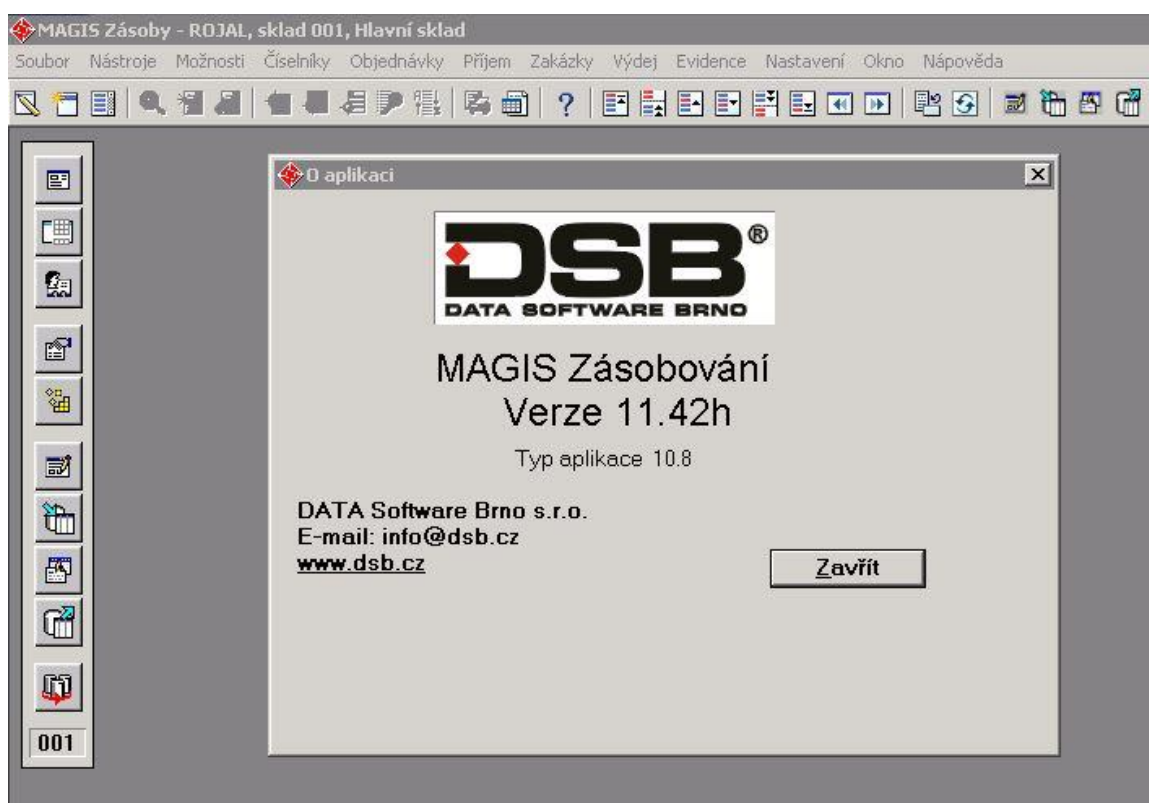 MAGIS Zásoby - ROJAL, sklad 001, Hlavní sklad
Soubor Nástroje Možnosti Číselníky Objednávky Příjem Zakázky Výdej Evidence Nastavení Okno Nápověda
O aplikaci
DSB®
DATA SOFTWARE BRNO
MAGIS Zásobování
Verze 11.42h
Typ aplikace 10.8
DATA Software Brno s.r.o.
E-mail: info@dsb.cz
www.dsb.cz
Zavřít
001